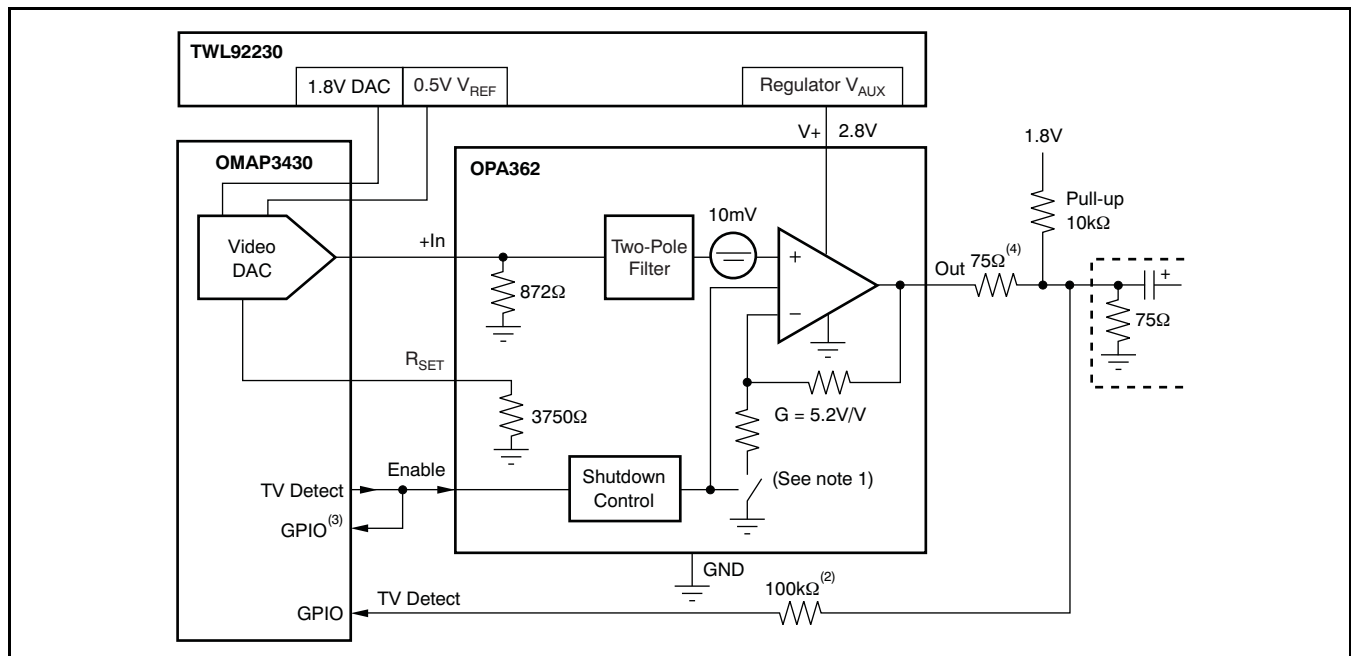 TWL92230
1.8V DAC
0.5V VREF
Regulator VAUX
V+
2.8V
1.8V
OMAP3430
OPA362
Pull-up
10kΩ
10mV
Video
DAC
+In
Two-Pole
Filter
+
−
Out
75Ω(4)
+
872Ω
75Ω
RSET
3750Ω
G = 5.2V/V
Enable
Shutdown
Control
(See note 1)
TV Detect
GPIO(3)
GND
100kΩ(2)
GPIO
TV Detect